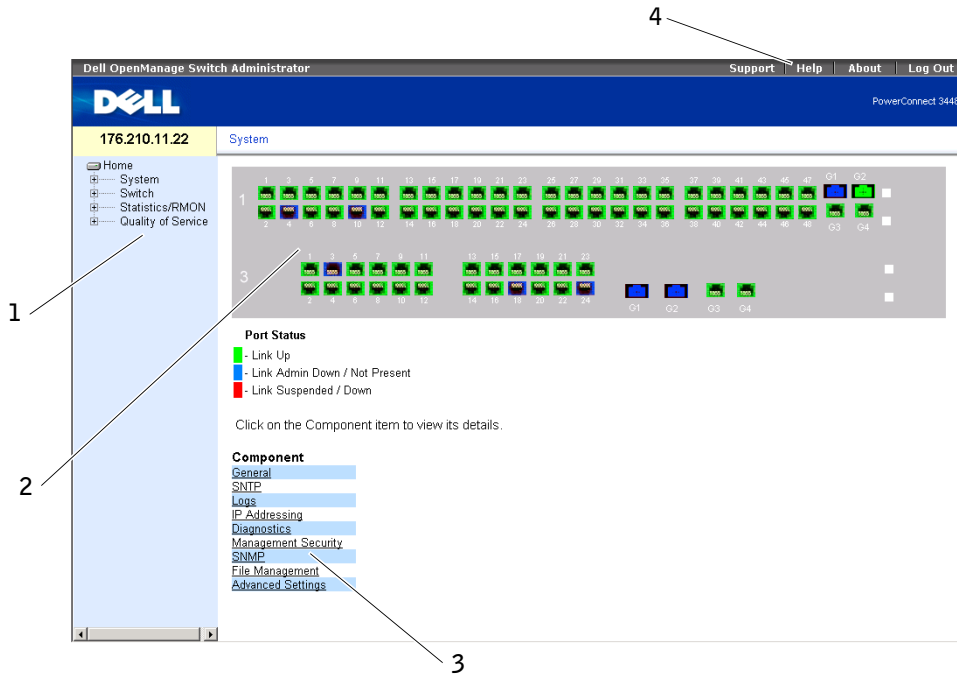 4
Dell OpenManage Switch Administrator Support Help About Log Out
DELL
PowerConnect 3448
176.210.11.22 System
Home
System
Switch
Statistics/RMON
Quality of Service
1 3 5 7 9 11 13 15 17 19 21 23 25 27 29 31 33 35 37 39 41 43 45 47 G1 G2
1
2 4 6 8 10 12 14 16 18 20 22 24 26 28 30 32 34 36 38 40 42 44 46 48 G3 G4
1 3 5 7 9 11 13 15 17 19 21 23
3
2 4 6 8 10 12 14 16 18 20 22 24 G1 G2 G3 G4
1
Port Status
- Link Up
- Link Admin Down / Not Present
- Link Suspended / Down
Click on the Component item to view its details.
2
Component
General
SNTP
Logs
IP Addressing
Diagnostics
Management Security
SNMP
File Management
Advanced Settings
3